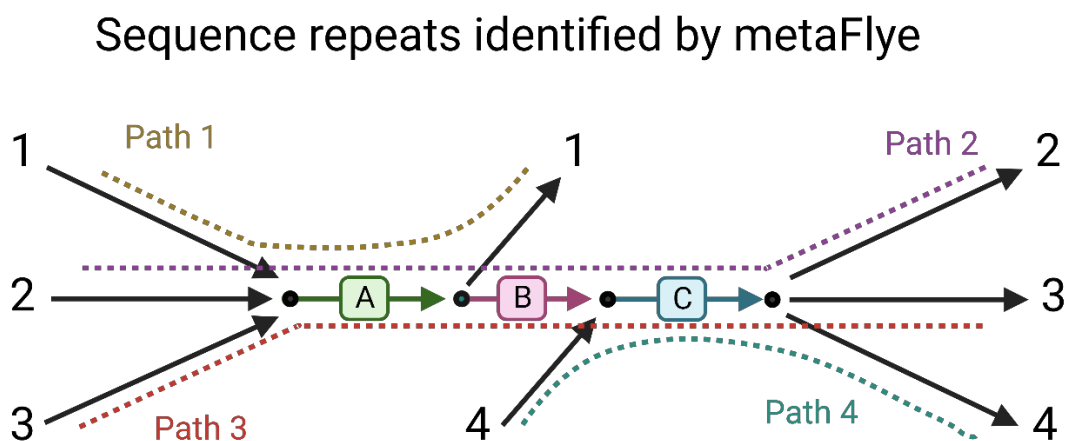 Sequence repeats identified by metaFlye
1
Path 1
1
Path 2
2
2
A
B
C
3
3
Path 3
4
Path 4
4